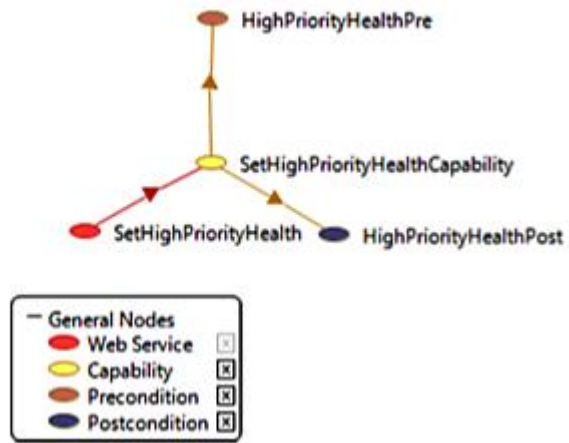 HighPriorityHealthPre
SetHighPriorityHealthCapability
SetHighPriorityHealth
HighPriorityHealthPost
General Nodes
Web Service
Capability
Precondition
Postcondition